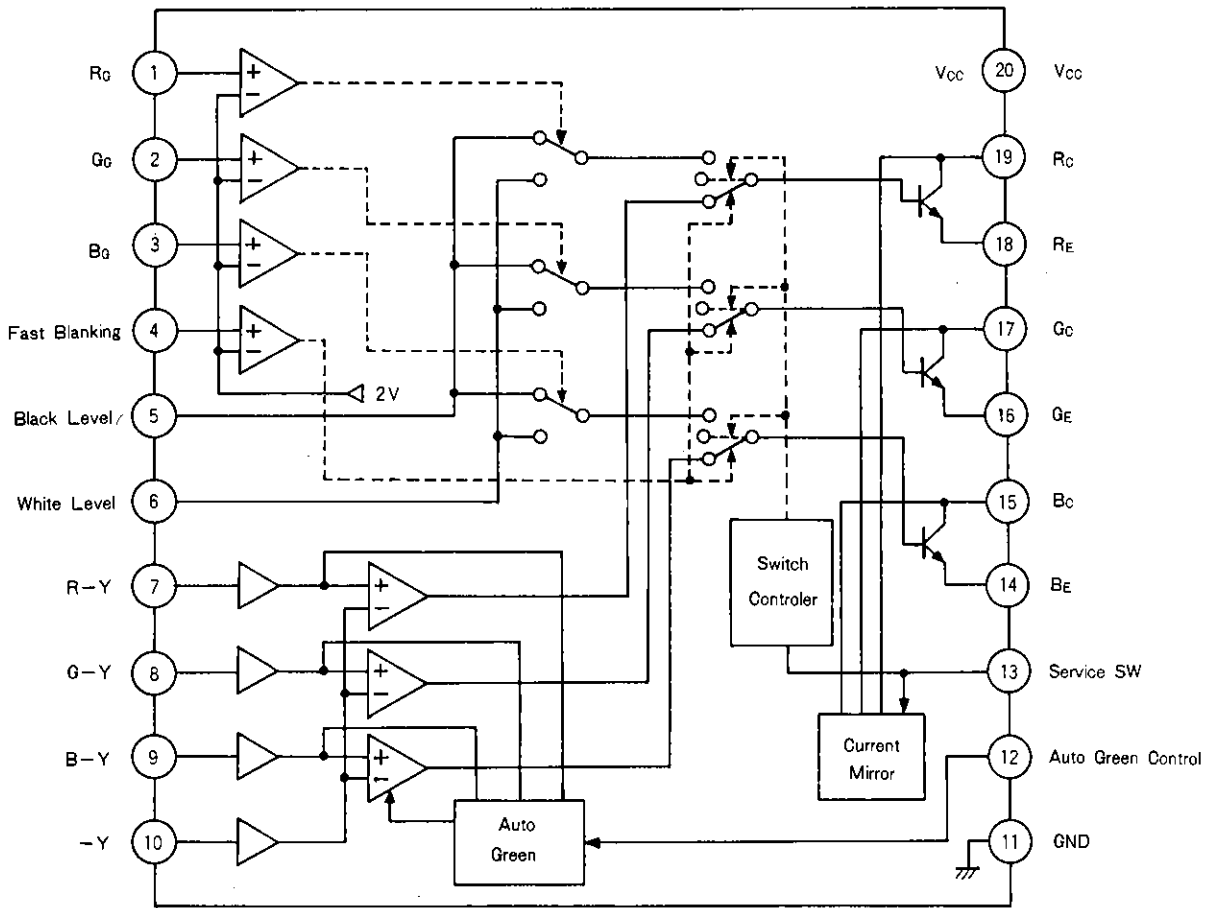 RG 1
GG 2
BG 3
Fast Blanking 4
Black Level/ 5
White Level 6
R-Y 7
G-Y 8
B-Y 9
-Y 10
+
-
+
-
+
-
+
-
2V
+
-
+
-
+
-
Auto
Green
Switch
Controler
Current
Mirror
VCC 20 VCC
19 RC
18 RE
17 GC
16 GE
15 BC
14 BE
13 Service SW
12 Auto Green Control
11 GND